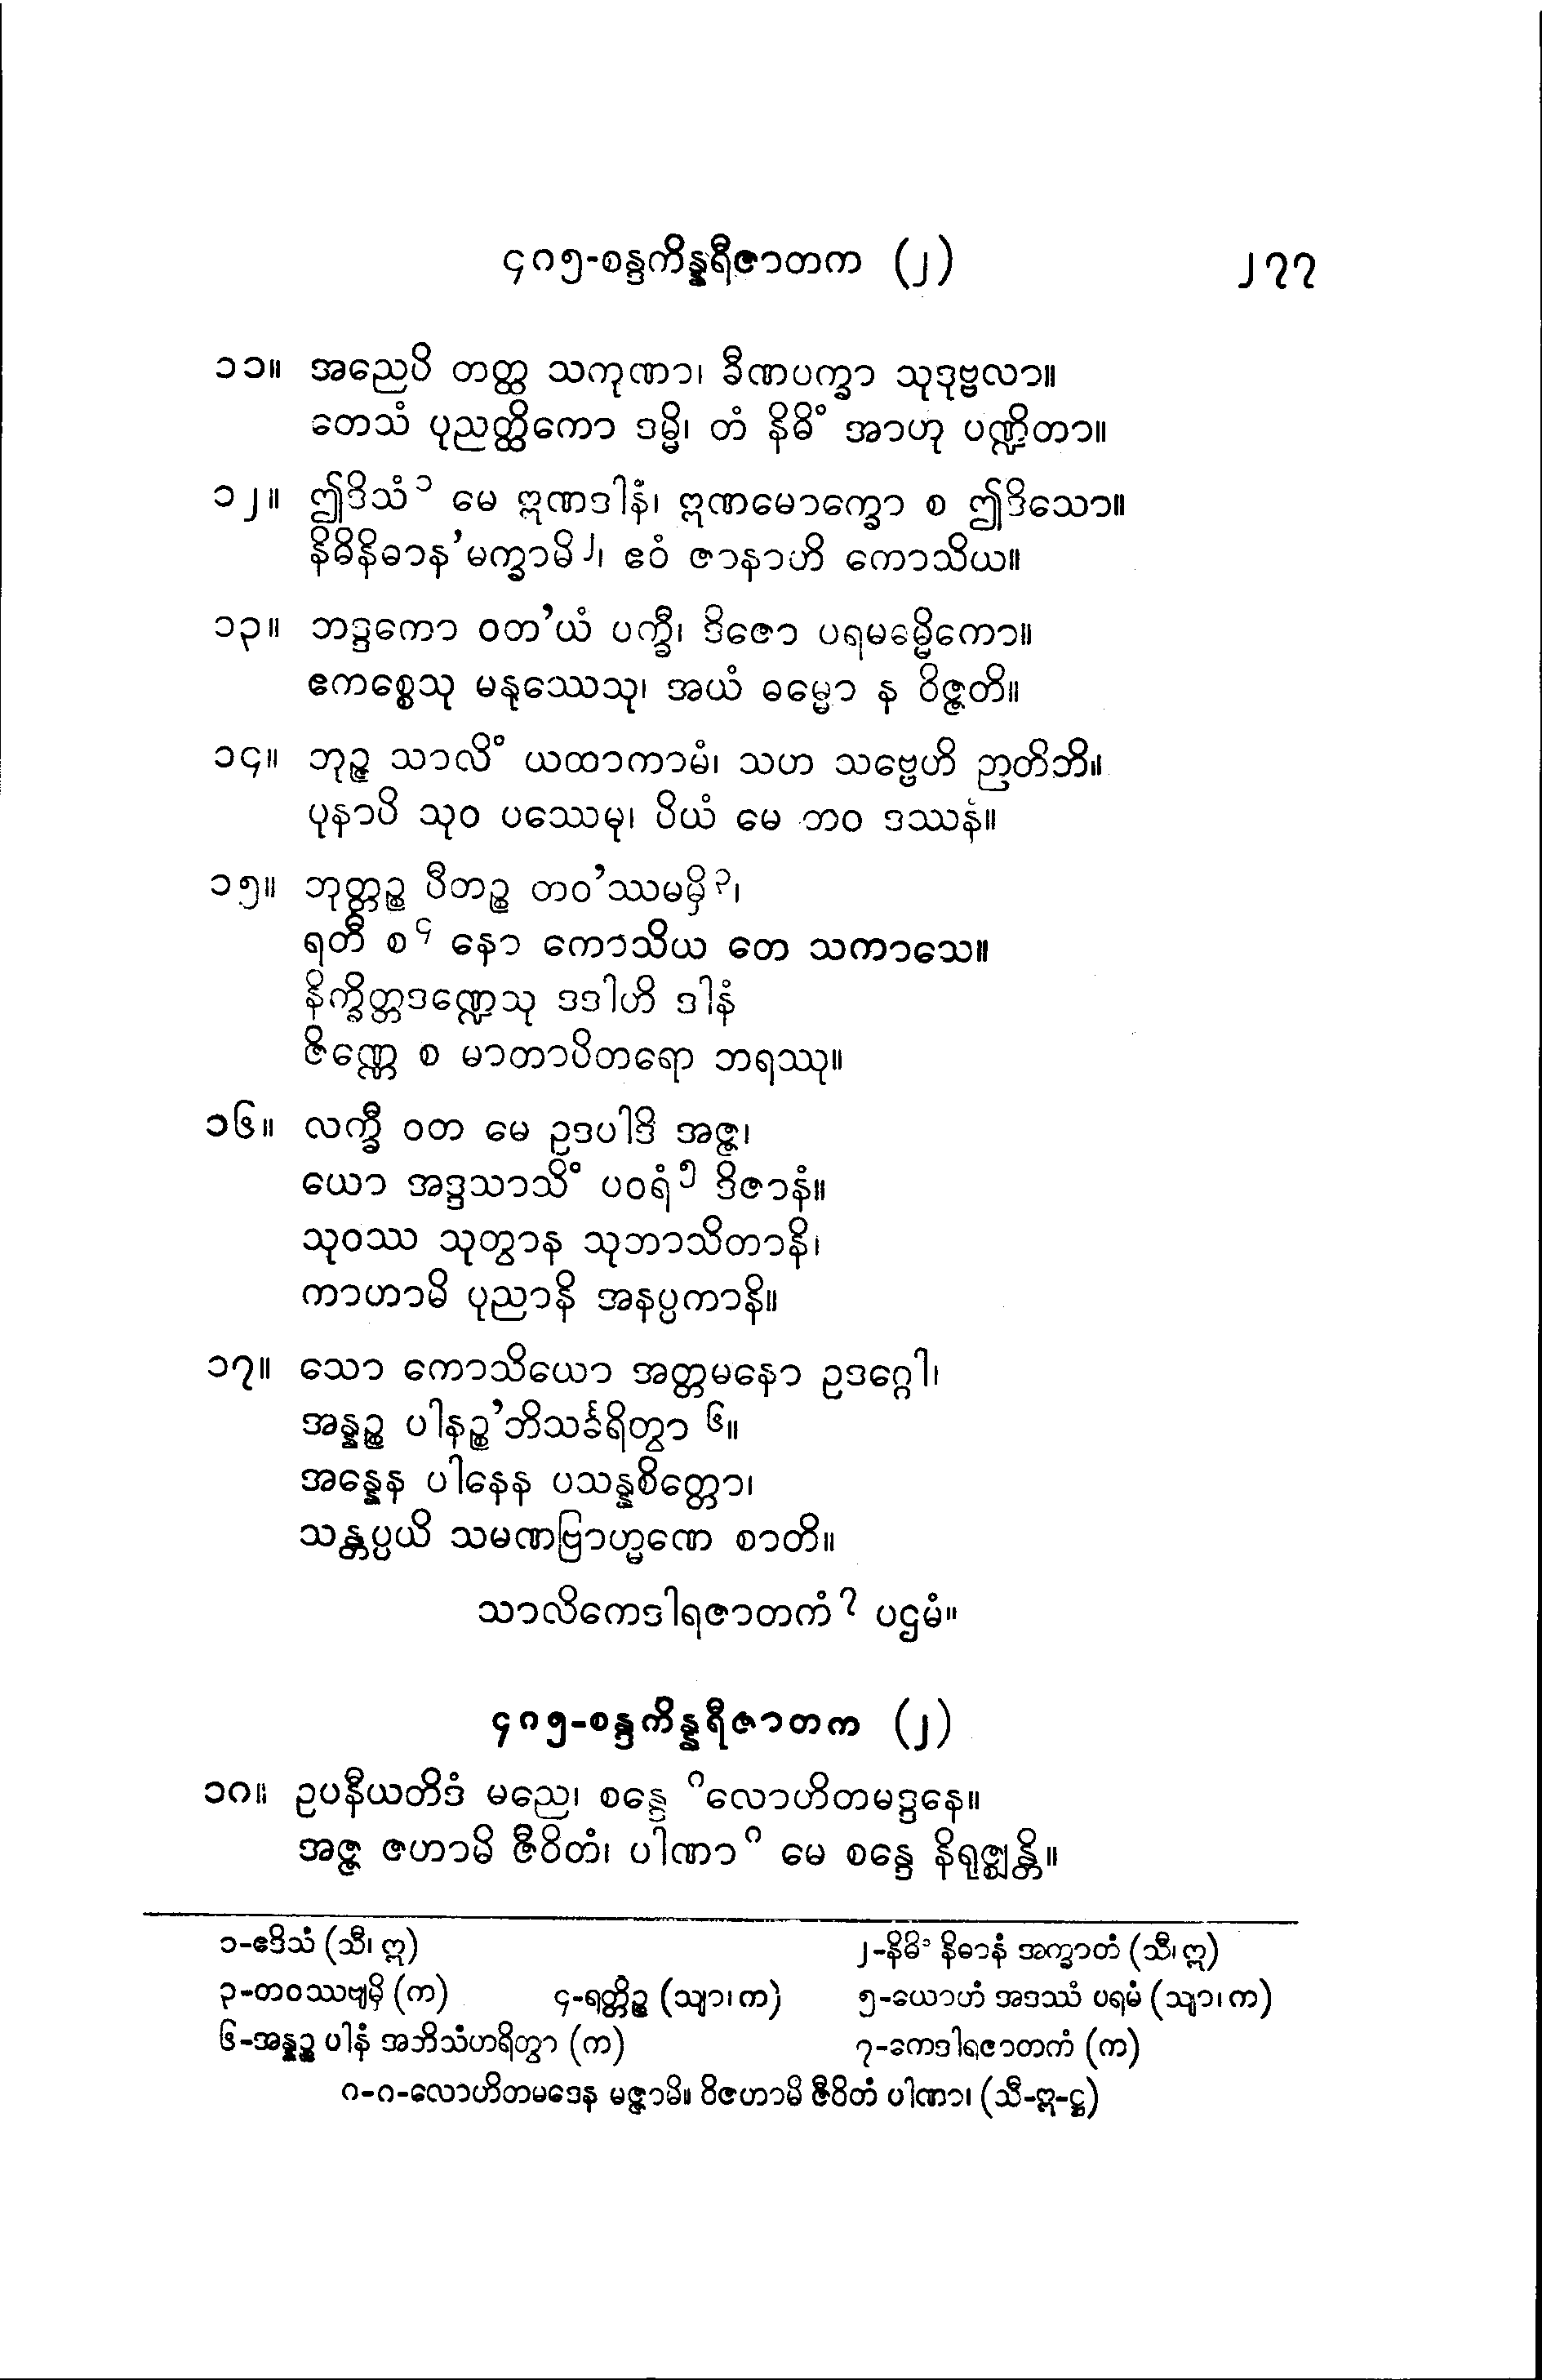 ၄၈၅-စန္ဒကိန္နရီဇာတက (၂) ၂၇၇
၁၁။ အညေပိ တတ္ထ သကုဏာ၊ ခီဏပက္ခာ သုဒုဗ္ဗလာ။
တေသံ ပုညတ္ထိကော ဒမ္မိ၊ တံ နိဓိံ အာဟု ပဏ္ဍိတာ။
၁၂။ ဤဒိသံ ၁ မေ ဣဏဒါနံ၊ ဣဏမောက္ခော စ ဤဒိသော။
နိဓိနိဓာန’မက္ခာမိ ၂၊ ဧဝံ ဇာနာဟိ ကောသိယ။
၁၃။ ဘဒ္ဒကော ဝတ’ယံ ပက္ခီ၊ ဒိဇော ပရမဓမ္မိကော။
ဧကစ္စေသု မနုဿေသု၊ အယံ ဓမ္မော န ဝိဇ္ဇတိ။
၁၄။ ဘုဉ္ဇ သာလိံ ယထာကာမံ၊ သဟ သဗ္ဗေဟိ ဉာတိဘိ။
ပုနာပိ သုဝ ပဿေမု၊ ပိယံ မေ တဝ ဒဿနံ။
၁၅။ ဘုတ္တဉ္စ ပီတဉ္စ တဝ’ဿမမှိ ၃၊
ရတီ စ ၄ နော ကောသိယ တေ သကာသေ။
နိက္ခိတ္တဒဏ္ဍေသု ဒဒါဟိ ဒါနံ
ဇိဏ္ဏေ စ မာတာပိတရော ဘရဿု။
၁၆။ လက္ခီ ဝတ မေ ဥဒပါဒိ အဇ္ဇ၊
ယော အဒ္ဒသာသိံ ပဝရံ ၅ ဒိဇာနံ။
သုဝဿ သုတွာန သုဘာသိတာနိ၊
ကာဟာမိ ပုညာနိ အနပ္ပကာနိ။
၁၇။ သော ကောသိယော အတ္တမနော ဥဒဂ္ဂေါ၊
အန္နဉ္စ ပါနဉ္စ’ဘိသင်္ခရိတွာ ၆။
အန္နေန ပါနေန ပသန္နစိတ္တော၊
သန္တပ္ပယိ သမဏဗြာဟ္မဏေ စာတိ။
သာလိကေဒါရဇာတကံ ၇ ပဌမံ။
၄၈၅-စန္ဒကိန္နရီဇာတက (၂)
၁၈။ ဥပနီယတိဒံ မညေ၊ စန္ဒေ ၈လောဟိတမဒ္ဒနေ။
အဇ္ဇ ဇဟာမိ ဇီဝိတံ၊ ပါဏာ ၈ မေ စန္ဒေ နိရုဇ္ဈန္တိ။
၁-ဧဒိသံ (သီ၊ ဣ) ၂-နိဓိံ နိဓာနံ အက္ခာတံ (သီ၊ ဣ)
၃-တဝဿဗျမှိ (က) ၄-ရတ္တိဉ္စ (သျာ၊ က) ၅-ယောဟံ အဒဿံ ပရမံ (သျာ၊ က)
၆-အန္နဉ္စ ပါနံ အဘိသံဟရိတွာ (က) ၇-ကေဒါရဇာတကံ (က)
၈-၈-လောဟိတမဒေန မဇ္ဇာမိ။ ဝိဇဟာမိ ဇီဝိတံ ပါဏာ၊ (သီ-ဣ-ဋ္ဌ)